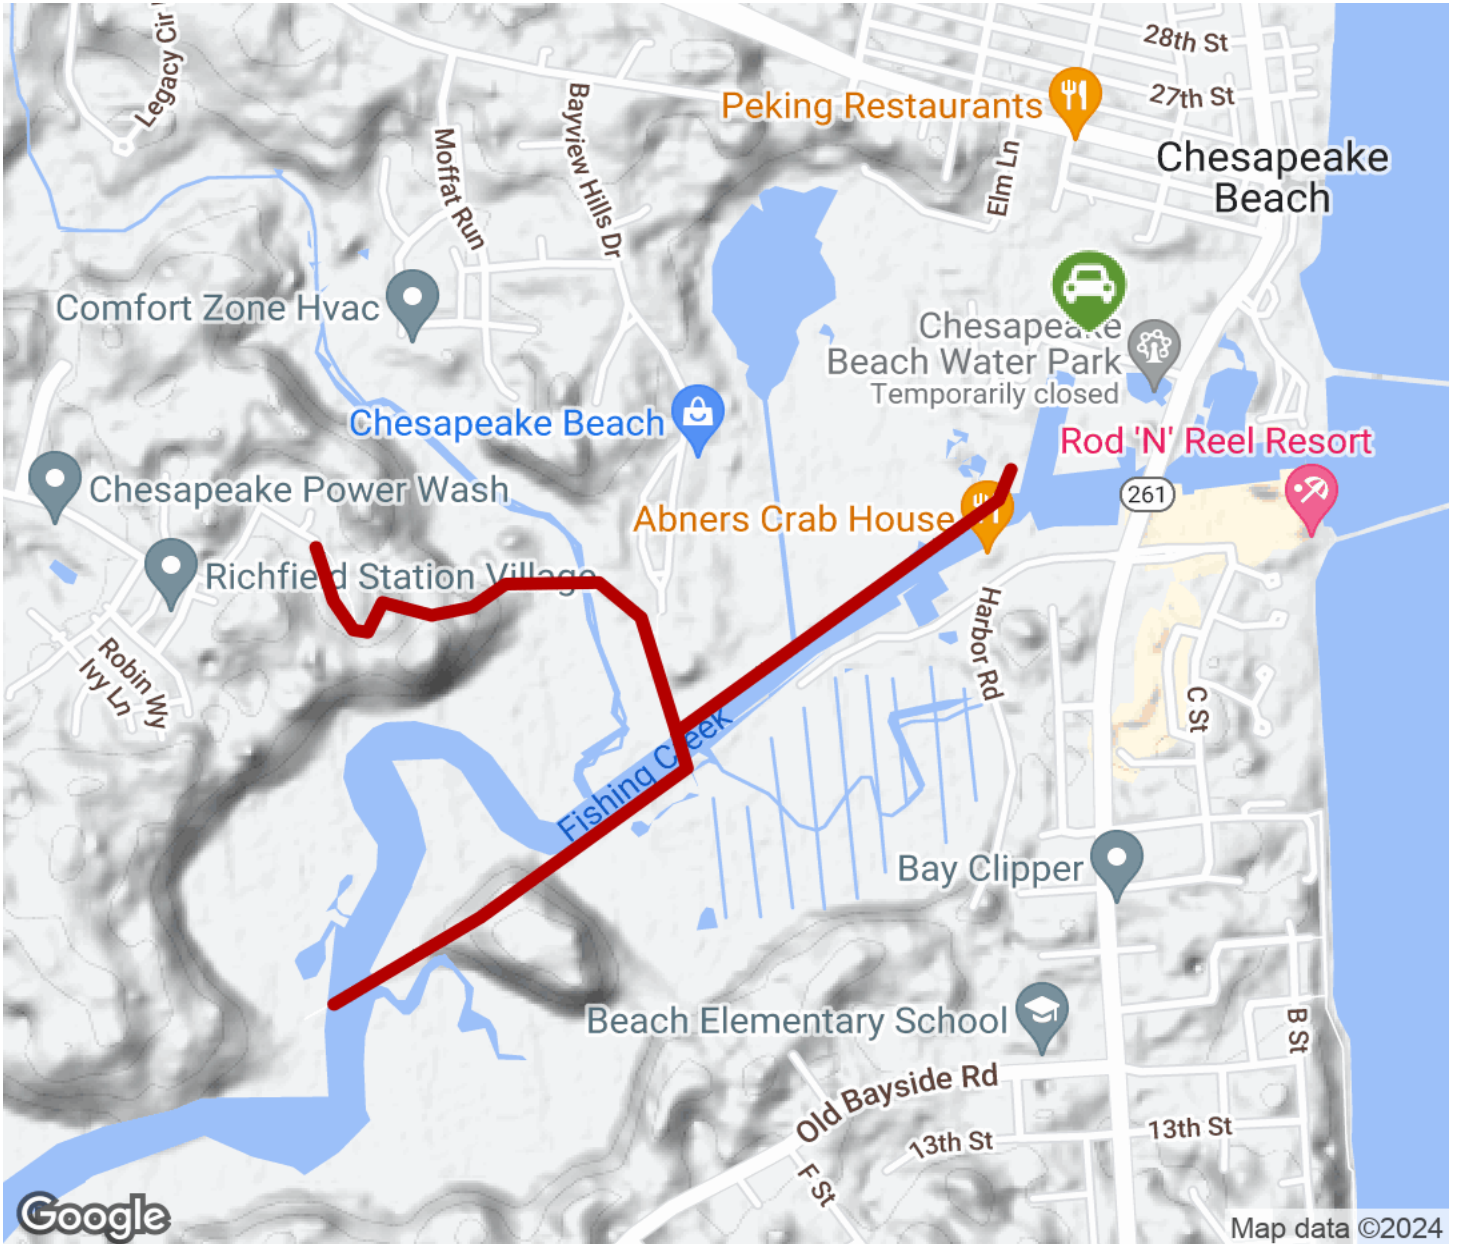 Legacy Cir
28th St
27th St
Peking Restaurants
Bayview Hills Dr
Moffat Run
Elm Ln
Chesapeake
Beach
Comfort Zone Hvac
Chesapeake
Beach Water Park
Temporarily closed
Chesapeake Beach
Rod 'N' Reel Resort
Chesapeake Power Wash
261
Abners Crab House
Richfield Station Village
Harbor Rd
Robin Wy
Ivy Ln
C St
Fishing Creek
Bay Clipper
Beach Elementary School
B St
Old Bayside Rd
13th St
13th St
F St
Google
Map data ©2024